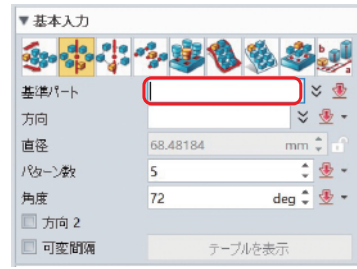 ▼基本入力
b
a
基準パート
方向
直径 68.48184 mm
パターン数 5
角度 72 deg
方向 2
可変間隔 テーブルを表示